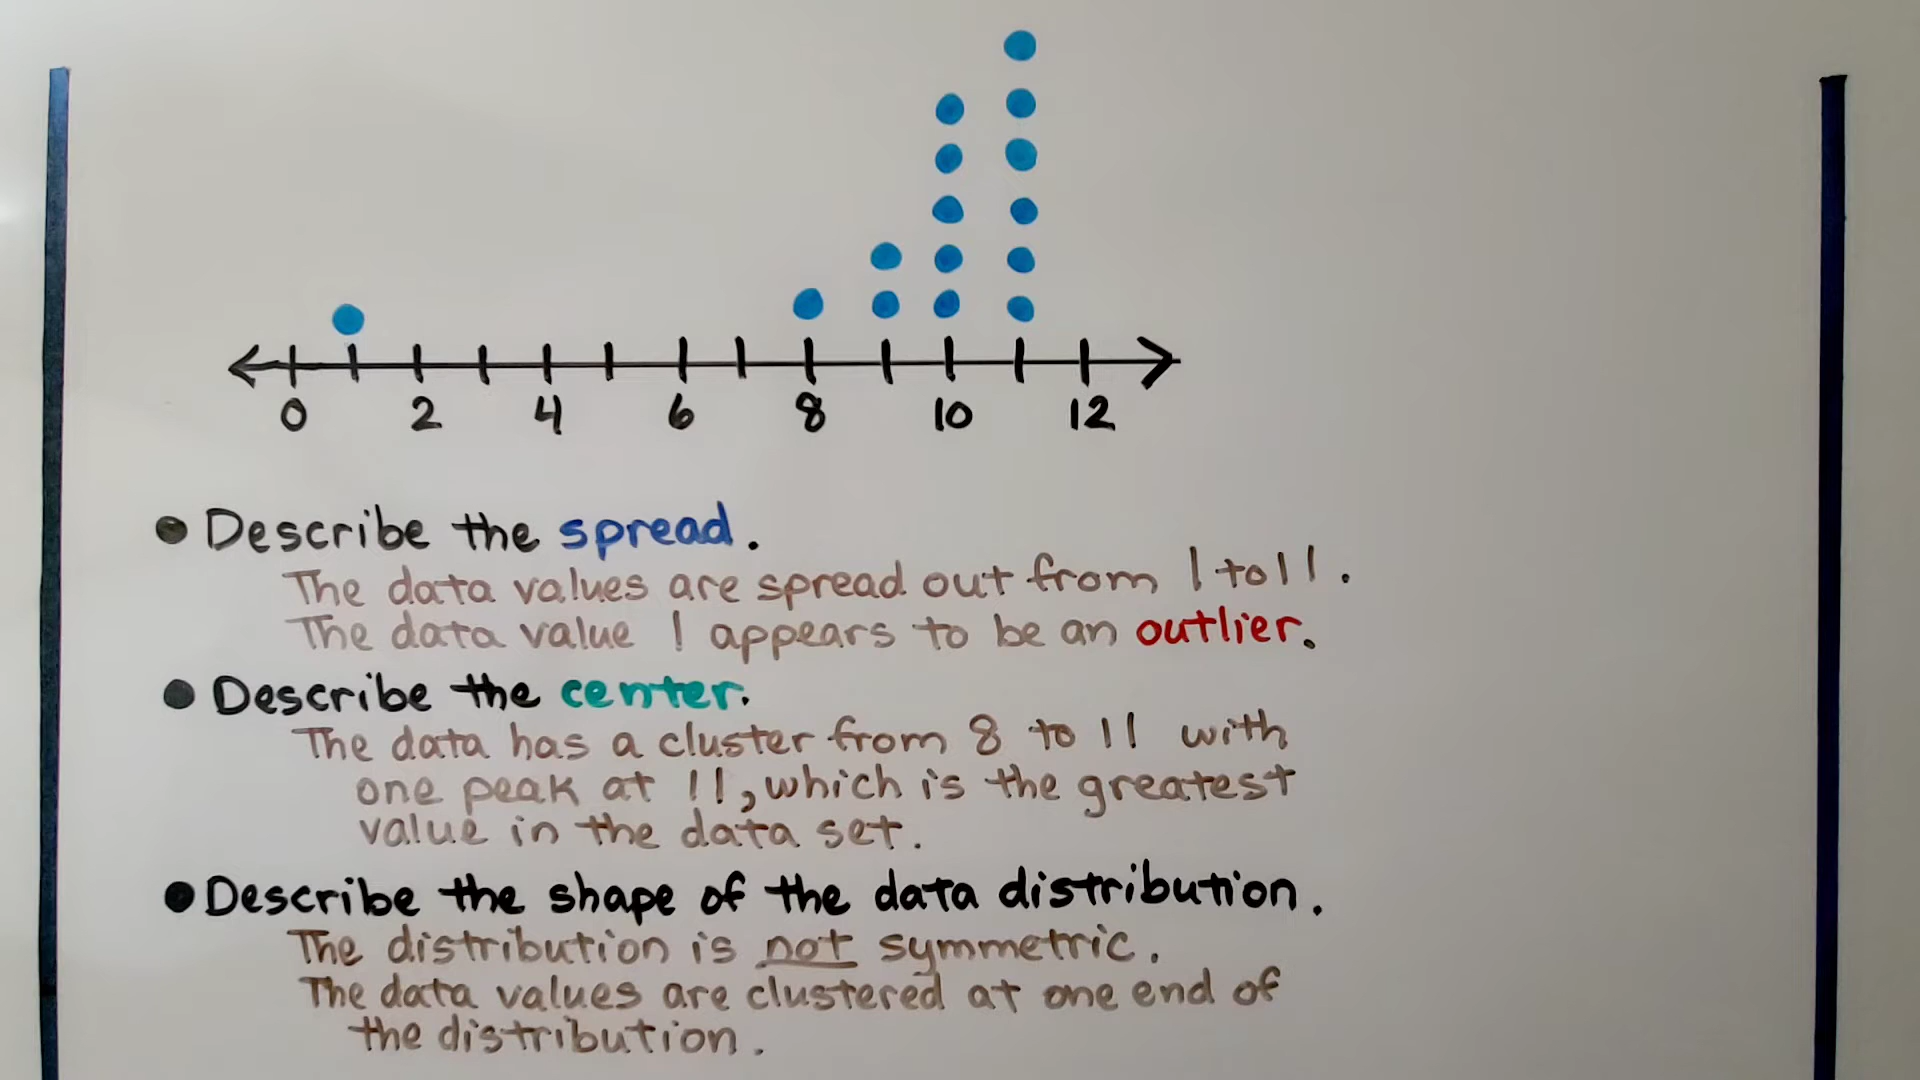 0 2 4 6 8 10 12
• Describe the spread.
The data values are spread out from 1 to 11.
The data value 1 appears to be an outlier.
• Describe the center.
The data has a cluster from 8 to 11 with
one peak at 11, which is the greatest
value in the data set.
• Describe the shape of the data distribution.
The distribution is not symmetric.
The data values are clustered at one end of
the distribution.